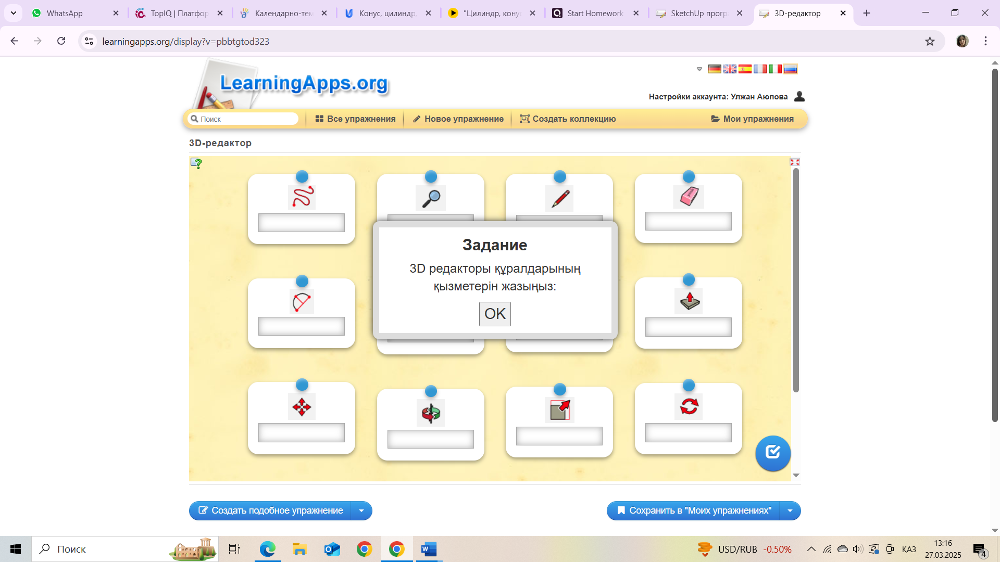 WhatsApp
TopIQ | Платфор
Календарно-тем
Конус, цилиндр,
"Цилиндр, конус
Start Homework
SketchUp прогр
3D-редактор
learningapps.org/display?v=pbbtgtod323
LearningApps.org
Настройки аккаунта: Улжан Аюпова
Поиск
Все упражнения
Новое упражнение
Создать коллекцию
Мои упражнения
3D-редактор
Задание
3D редакторы құралдарының
қызметерін жазыңыз:
OK
Создать подобное упражнение
Сохранить в "Моих упражнениях"
Поиск
USD/RUB -0.50%
ҚАЗ
13:16
27.03.2025
4